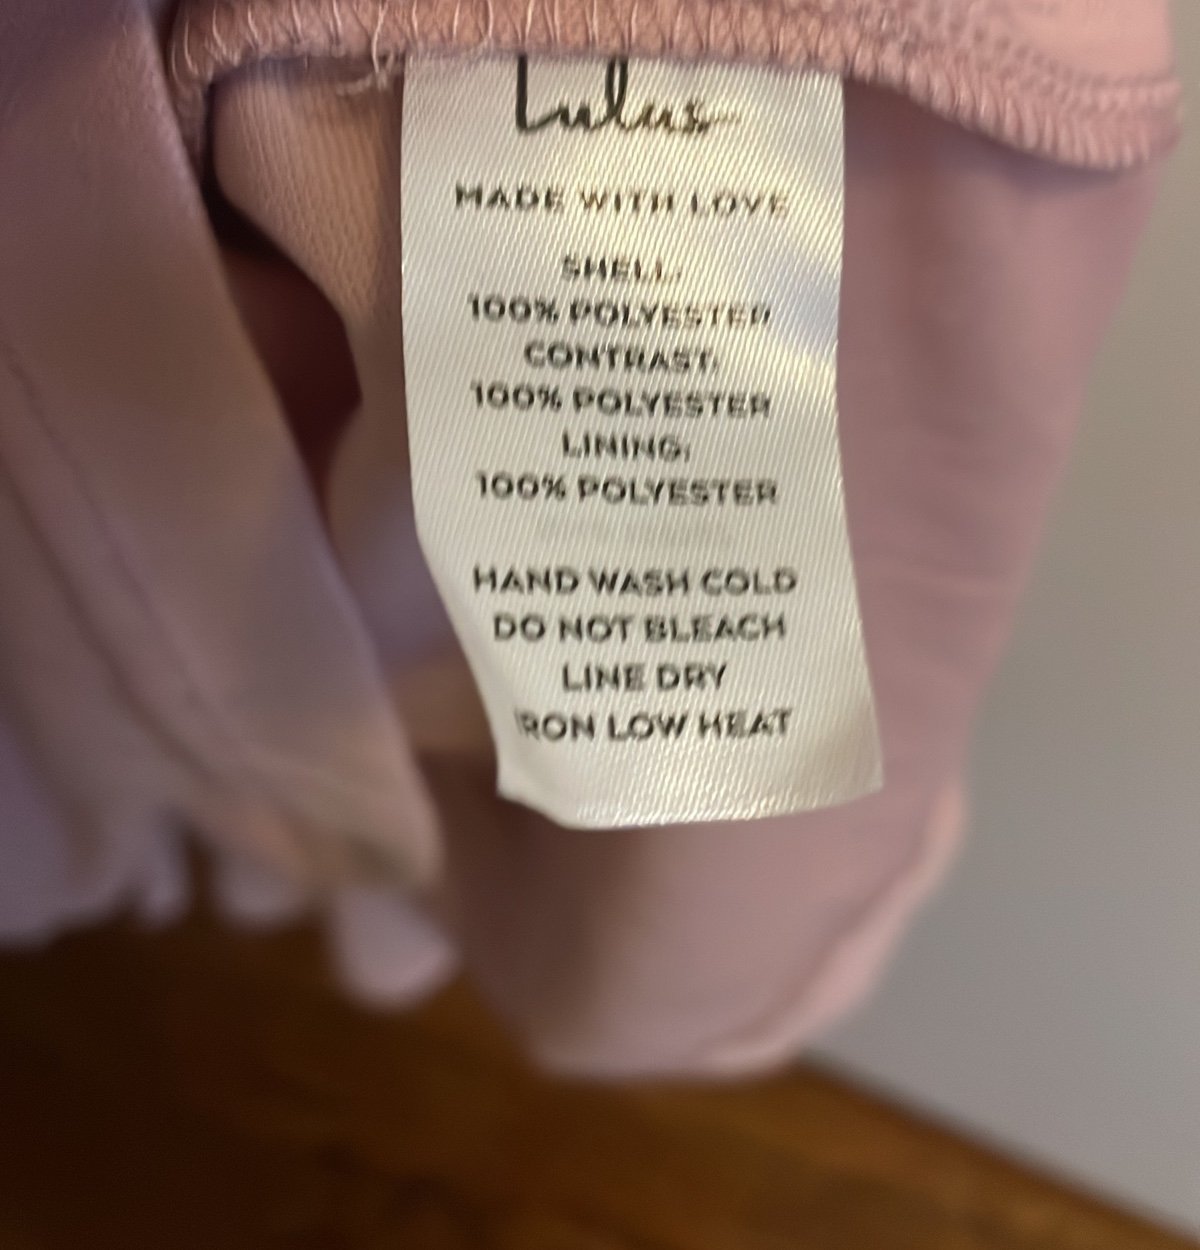 Lulus
MADE WITH LOVE
SHELL:
100% POLYESTER
CONTRAST:
100% POLYESTER
LINING:
100% POLYESTER
HAND WASH COLD
DO NOT BLEACH
LINE DRY
IRON LOW HEAT